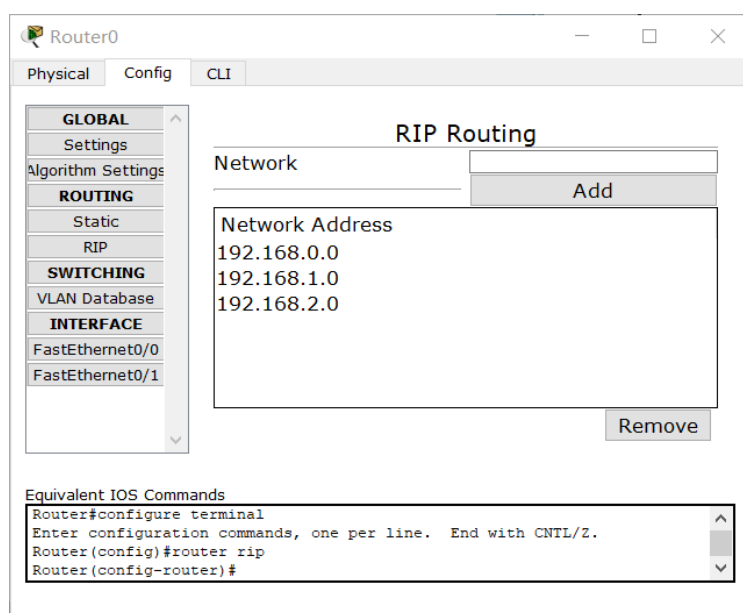 Router0
Physical Config CLI
GLOBAL
Settings
Algorithm Settings
ROUTING
Static
RIP
SWITCHING
VLAN Database
INTERFACE
FastEthernet0/0
FastEthernet0/1
RIP Routing
Network
Add
Network Address
192.168.0.0
192.168.1.0
192.168.2.0
Remove
Equivalent IOS Commands
Router#configure terminal
Enter configuration commands, one per line. End with CNTL/Z.
Router(config)#router rip
Router(config-router)#